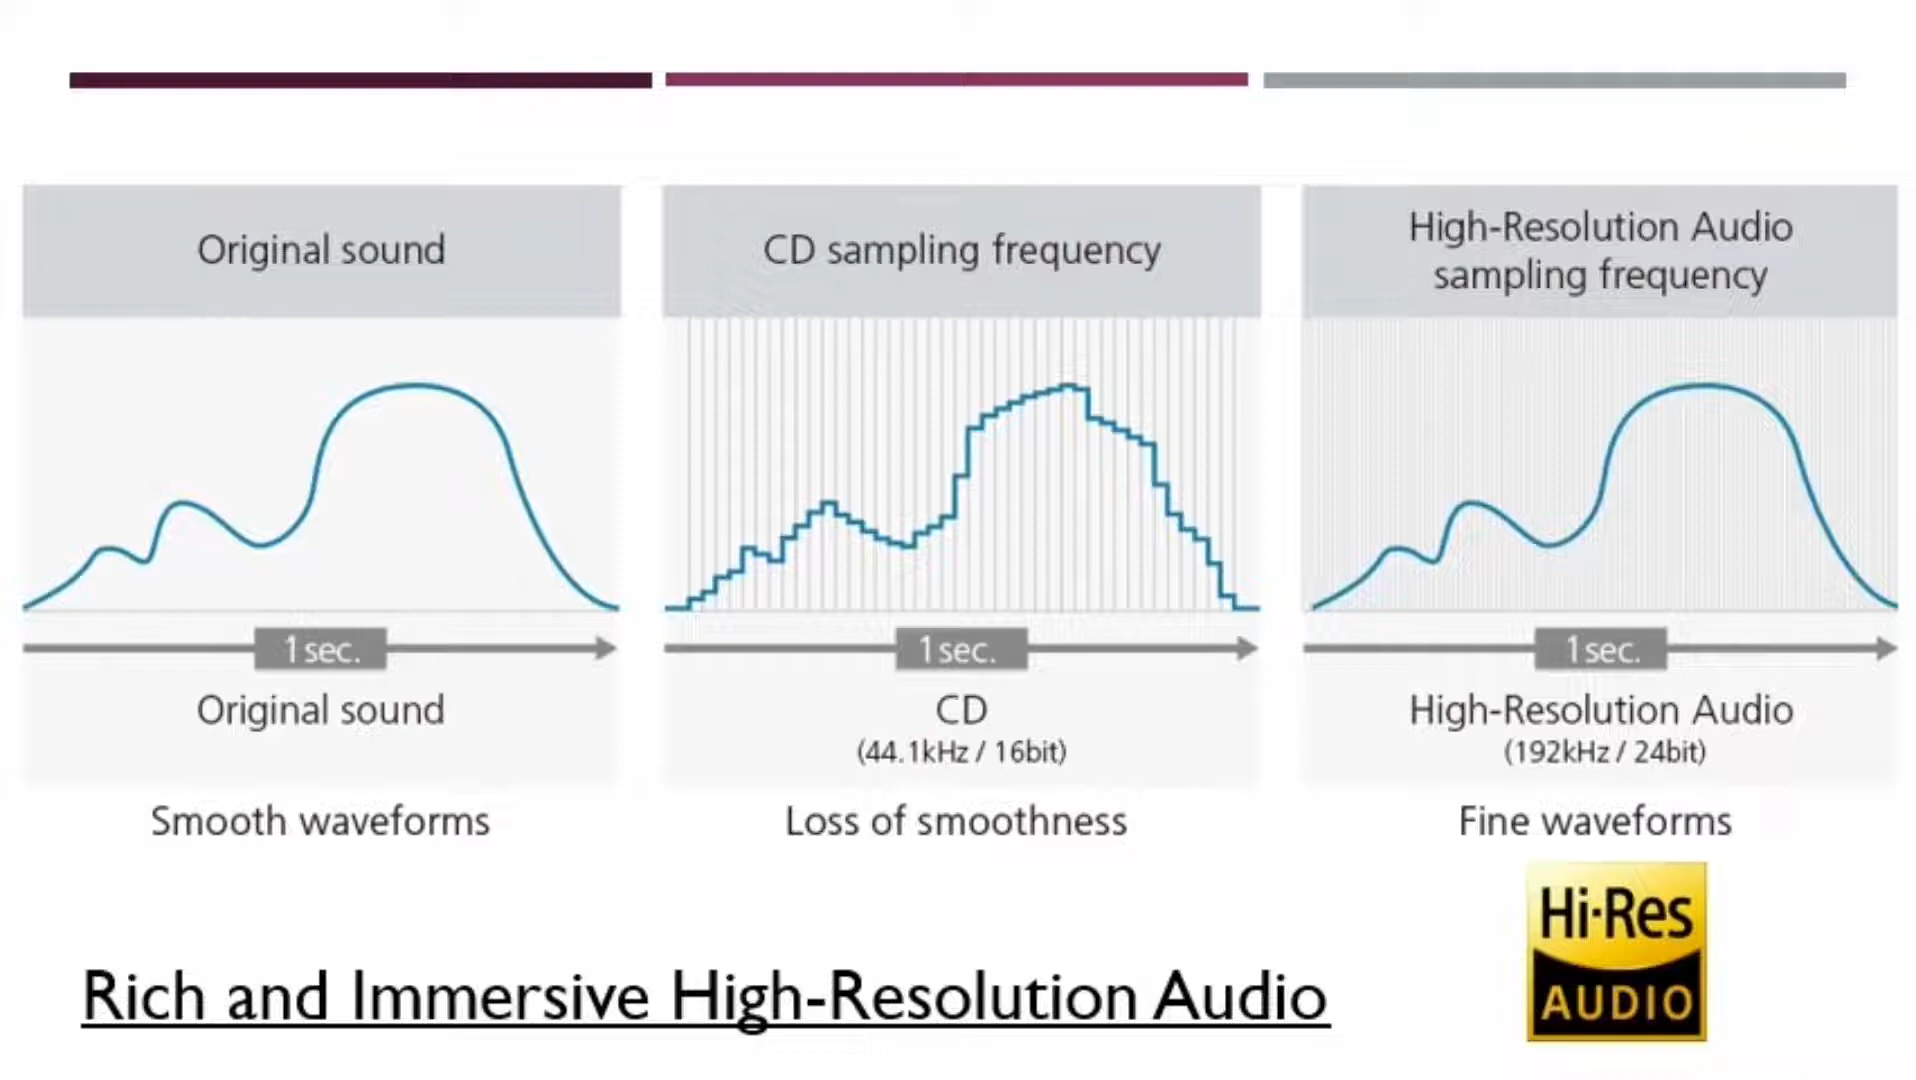 Original sound
CD sampling frequency
High-Resolution Audio
sampling frequency
1 sec.
1 sec.
1 sec.
Original sound
CD
(44.1kHz / 16bit)
High-Resolution Audio
(192kHz / 24bit)
Smooth waveforms
Loss of smoothness
Fine waveforms
Rich and Immersive High-Resolution Audio
Hi-Res
AUDIO